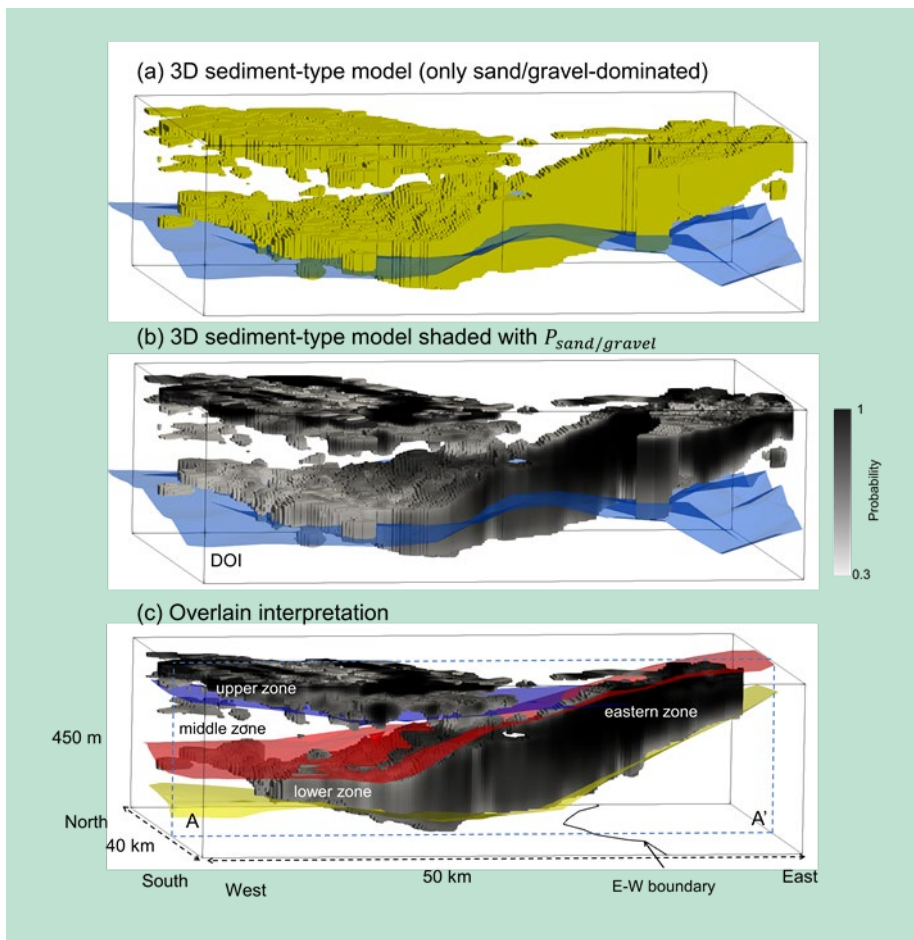 (a) 3D sediment-type model (only sand/gravel-dominated)
(b) 3D sediment-type model shaded with P_{sand/gravel}
1
Probability
0.3
DOI
(c) Overlain interpretation
upper zone
eastern zone
middle zone
450 m
lower zone
North
A
A'
40 km
South
West
50 km
East
E-W boundary